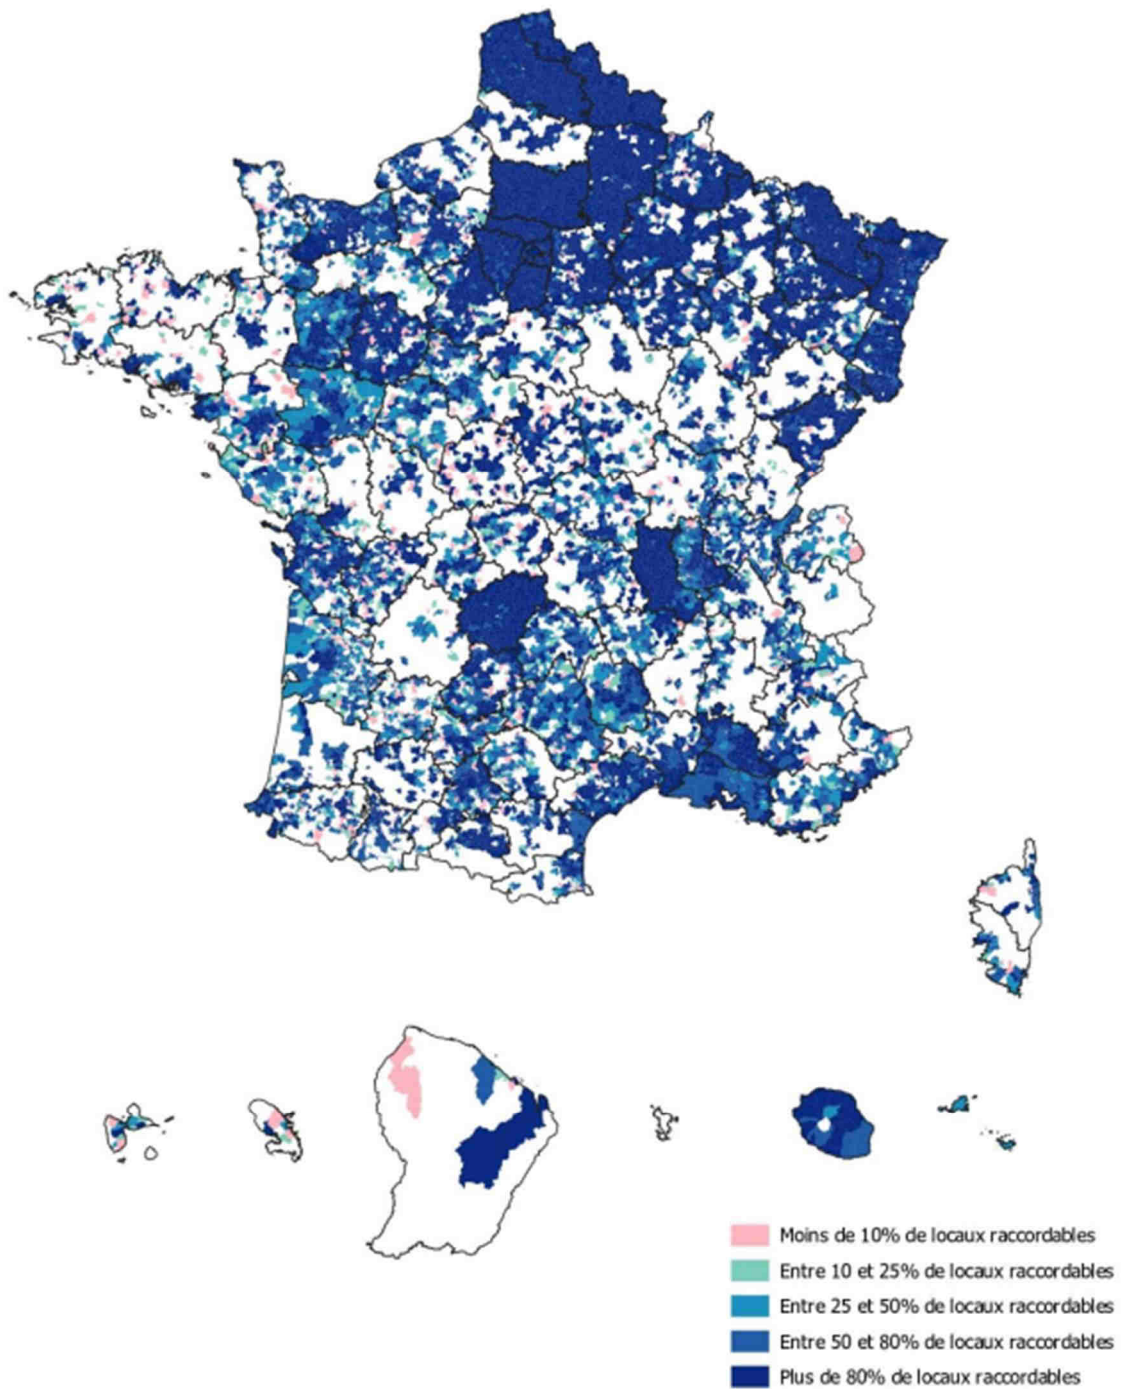 Moins de 10% de locaux raccordables
Entre 10 et 25% de locaux raccordables
Entre 25 et 50% de locaux raccordables
Entre 50 et 80% de locaux raccordables
Plus de 80% de locaux raccordables